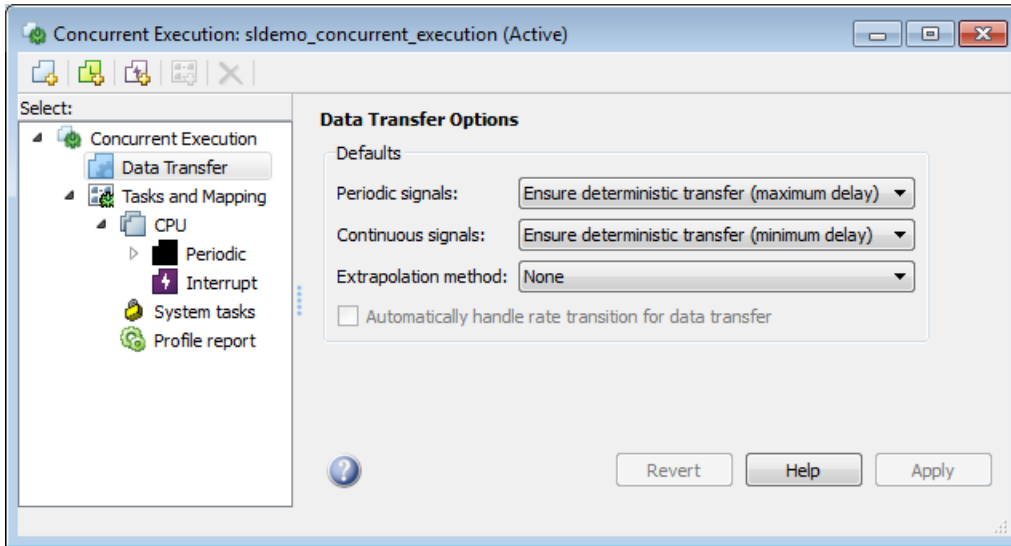 Concurrent Execution: sldemo_concurrent_execution (Active)
Select:
Concurrent Execution
Data Transfer
Tasks and Mapping
CPU
Periodic
Interrupt
System tasks
Profile report
Data Transfer Options
Defaults
Periodic signals: Ensure deterministic transfer (maximum delay)
Continuous signals: Ensure deterministic transfer (minimum delay)
Extrapolation method: None
Automatically handle rate transition for data transfer
Revert Help Apply